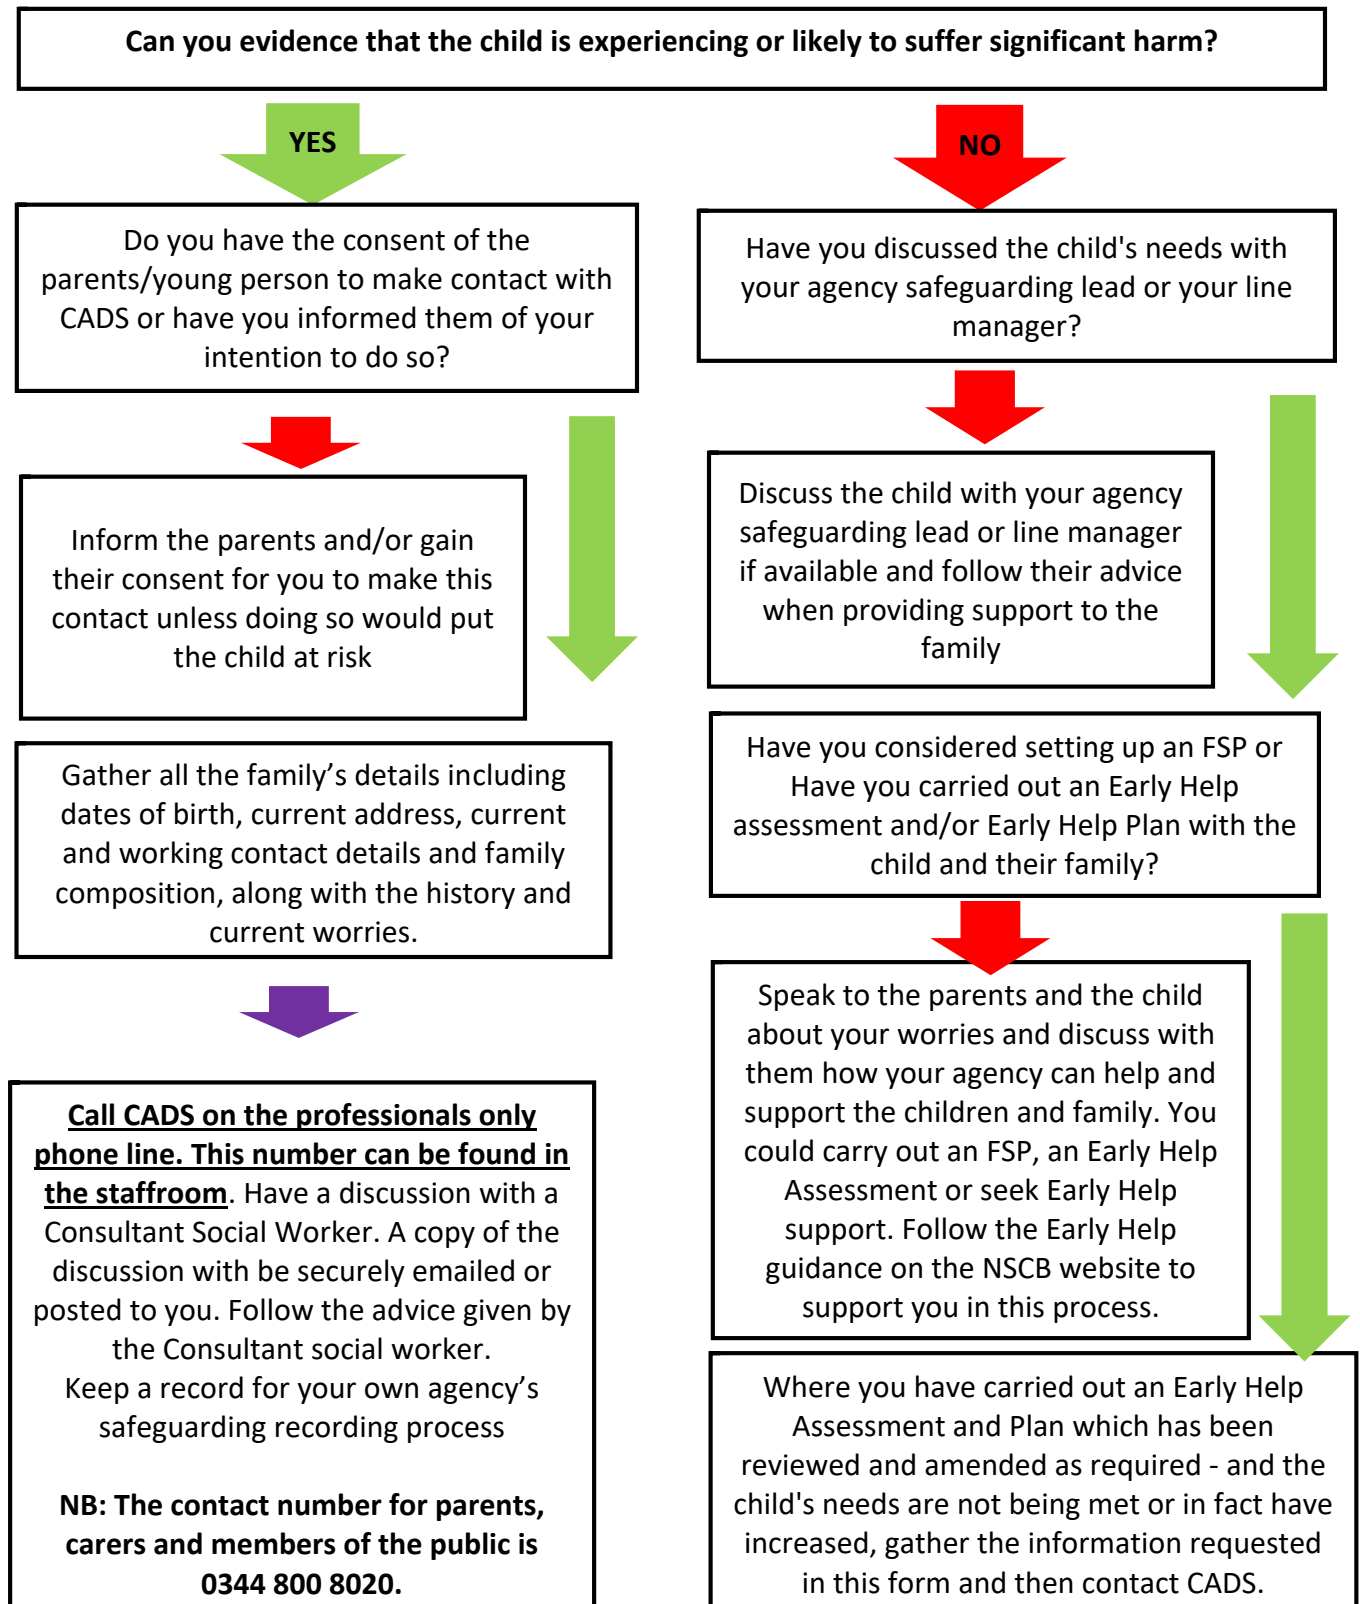 Can you evidence that the child is experiencing or likely to suffer significant harm?
YES
NO
Do you have the consent of the
parents/young person to make contact with
CADS or have you informed them of your
intention to do so?
Have you discussed the child's needs with
your agency safeguarding lead or your line
manager?
Inform the parents and/or gain
their consent for you to make this
contact unless doing so would put
the child at risk
Discuss the child with your agency
safeguarding lead or line manager
if available and follow their advice
when providing support to the
family
Gather all the family’s details including
dates of birth, current address, current
and working contact details and family
composition, along with the history and
current worries.
Have you considered setting up an FSP or
Have you carried out an Early Help
assessment and/or Early Help Plan with the
child and their family?
Call CADS on the professionals only
phone line. This number can be found in
the staffroom. Have a discussion with a
Consultant Social Worker. A copy of the
discussion with be securely emailed or
posted to you. Follow the advice given by
the Consultant social worker.
Keep a record for your own agency’s
safeguarding recording process
NB: The contact number for parents,
carers and members of the public is
0344 800 8020.
Speak to the parents and the child
about your worries and discuss with
them how your agency can help and
support the children and family. You
could carry out an FSP, an Early Help
Assessment or seek Early Help
support. Follow the Early Help
guidance on the NSCB website to
support you in this process.
Where you have carried out an Early Help
Assessment and Plan which has been
reviewed and amended as required - and the
child's needs are not being met or in fact have
increased, gather the information requested
in this form and then contact CADS.